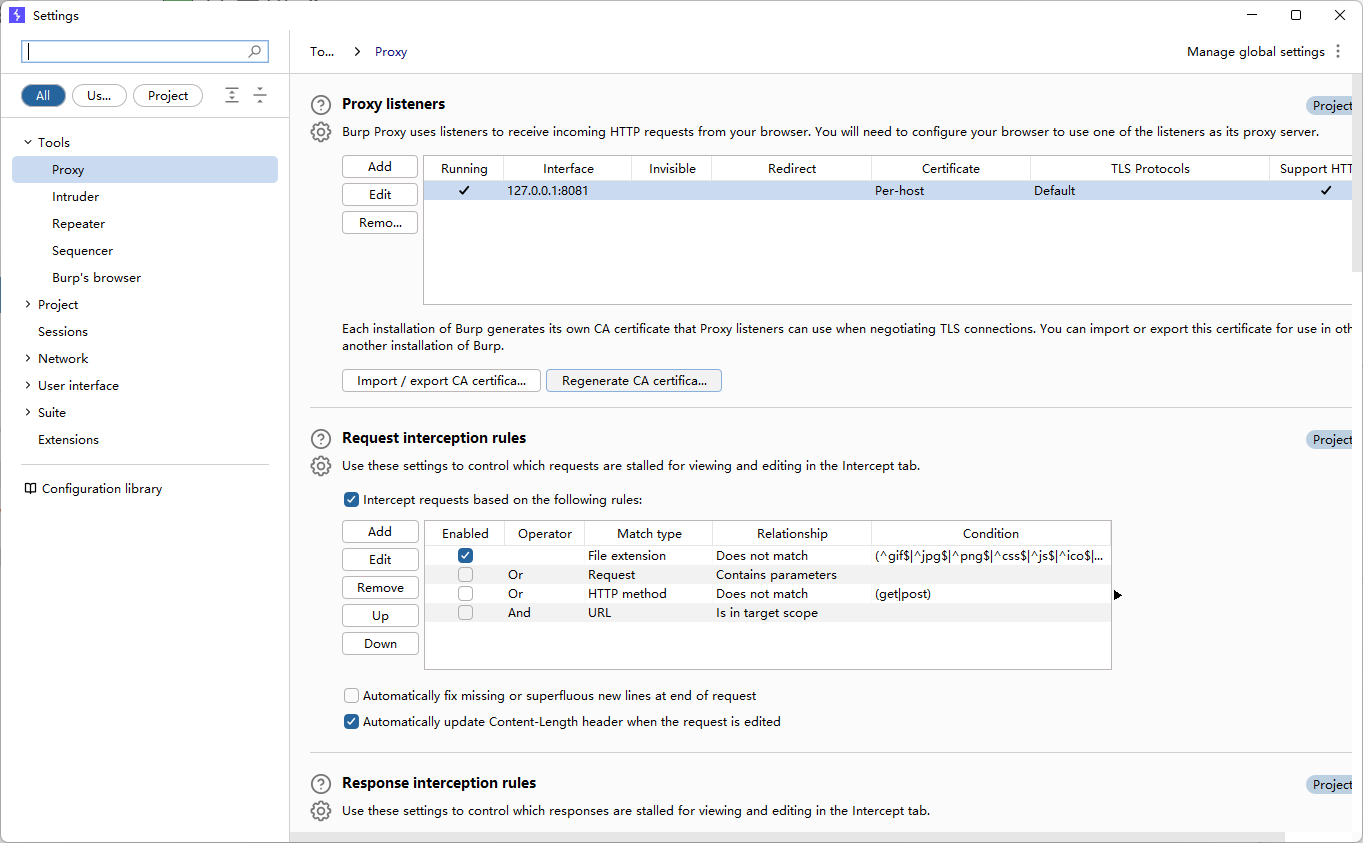 Settings
To... > Proxy
Manage global settings
All Us... Project
Tools
Proxy
Intruder
Repeater
Sequencer
Burp's browser
Project
Sessions
Network
User interface
Suite
Extensions
Configuration library
Proxy listeners
Project
Burp Proxy uses listeners to receive incoming HTTP requests from your browser. You will need to configure your browser to use one of the listeners as its proxy server.
Add
Edit
Remo...
Running Interface Invisible Redirect Certificate TLS Protocols Support HTT
127.0.0.1:8081 Per-host Default
Each installation of Burp generates its own CA certificate that Proxy listeners can use when negotiating TLS connections. You can import or export this certificate for use in oth
another installation of Burp.
Import / export CA certifica... Regenerate CA certifica...
Request interception rules
Project
Use these settings to control which requests are stalled for viewing and editing in the Intercept tab.
Intercept requests based on the following rules:
Add
Edit
Remove
Up
Down
Enabled Operator Match type Relationship Condition
File extension Does not match (^gif$|^jpg$|^png$|^css$|^js$|^ico$|...
Or Request Contains parameters
Or HTTP method Does not match (get|post)
And URL Is in target scope
Automatically fix missing or superfluous new lines at end of request
Automatically update Content-Length header when the request is edited
Response interception rules
Project
Use these settings to control which responses are stalled for viewing and editing in the Intercept tab.